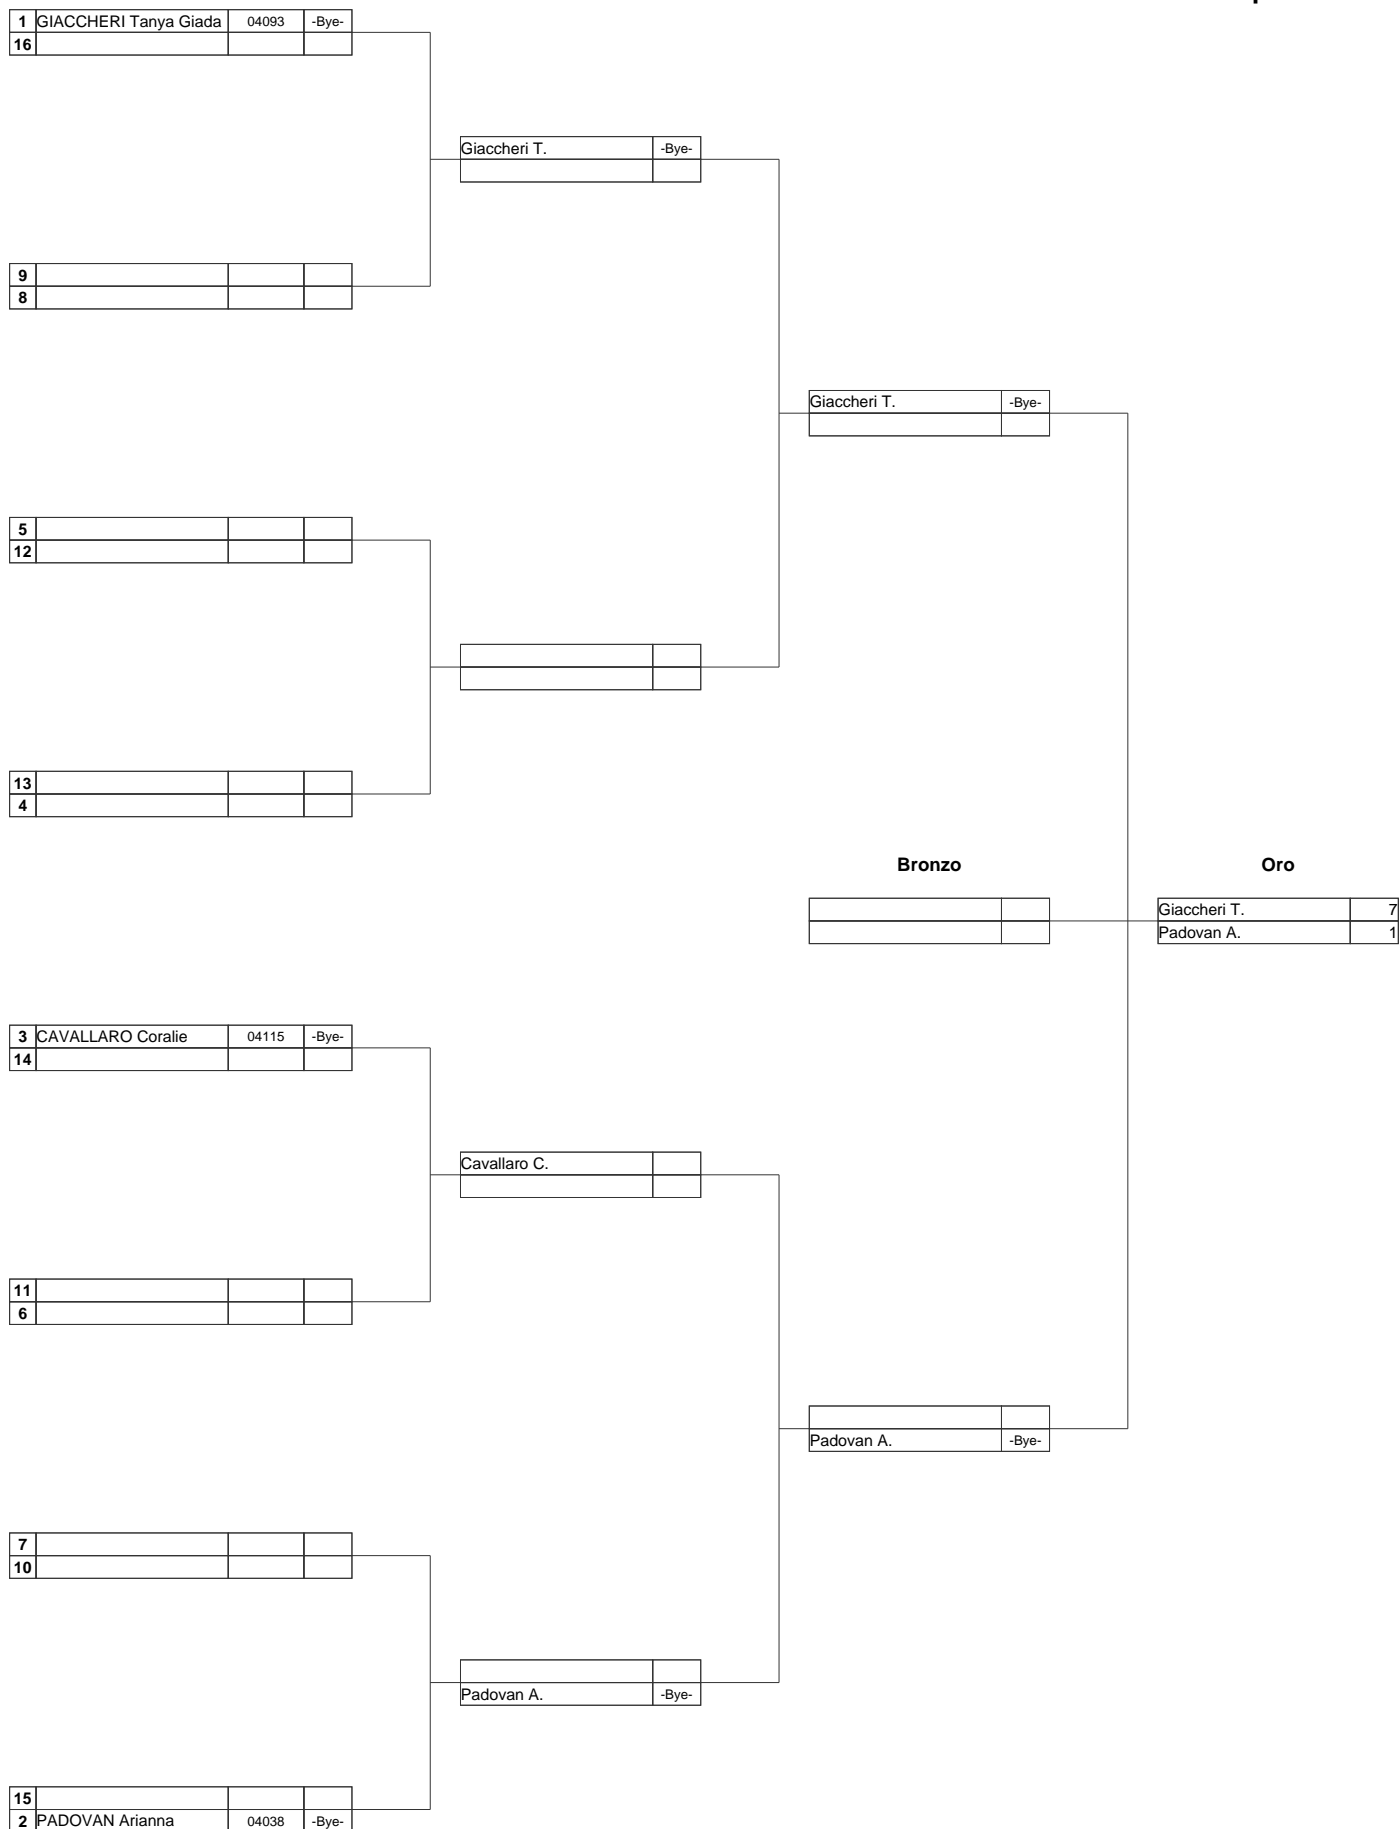 1 GIACCHERI Tanya Giada 04093 -Bye-
16
Giaccheri T. -Bye-
9
8
Giaccheri T. -Bye-
5
12
13
4
Bronzo Oro
Giaccheri T. 7
Padovan A. 1
3 CAVALLARO Coralie 04115 -Bye-
14
Cavallaro C.
11
6
Padovan A. -Bye-
7
10
Padovan A. -Bye-
15
2 PADOVAN Arianna 04038 -Bye-